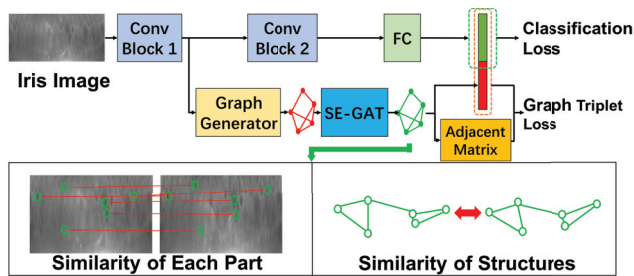 Iris Image
Conv
Block 1
Conv
Block 2
FC
Classification
Loss
Graph
Generator
SE-GAT
Adjacent
Matrix
Graph Triplet
Loss
Similarity of Each Part
Similarity of Structures